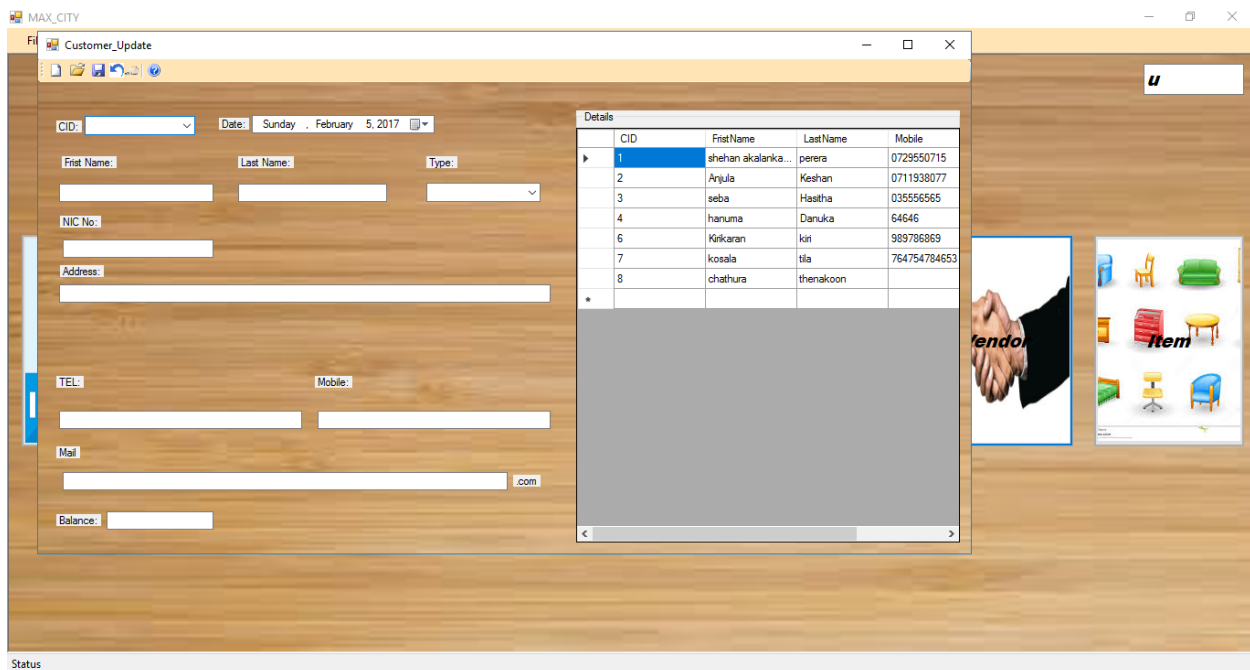 MAX_CITY
Fil
Customer_Update
u
CID:
Date: Sunday , February 5, 2017
Frist Name: Last Name: Type:
NIC No:
Address:
TEL: Mobile:
Mail
.com
Balance:
Details
CID FristName LastName Mobile
1 shehan akalanka... perera 0729550715
2 Anjula Keshan 0711938077
3 seba Hasitha 035556565
4 hanuma Danuka 64646
6 Kirikaran kiri 989786869
7 kosala tila 764754784653
8 chathura thenakoon
Vendor
Item
Status